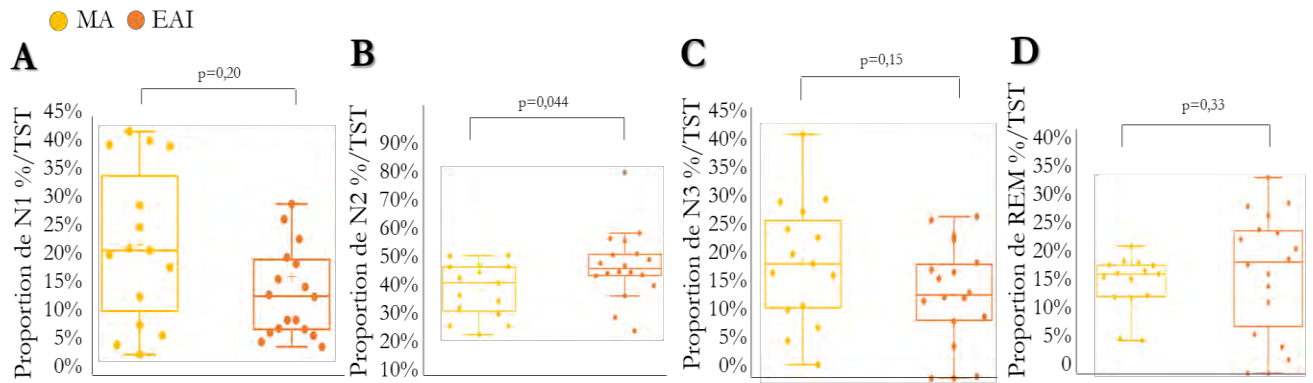 MA EAI
A
p=0,20
Proportion de N1 %/TST
45%
40%
35%
30%
25%
20%
15%
10%
5%
0%
B
p=0,044
Proportion de N2 %/TST
90%
80%
70%
60%
50%
40%
30%
20%
10%
C
p=0,15
Proportion de N3 %/TST
45%
40%
35%
30%
25%
20%
15%
10%
5%
0%
D
p=0,33
Proportion de REM %/TST
40%
35%
30%
25%
20%
15%
10%
5%
0